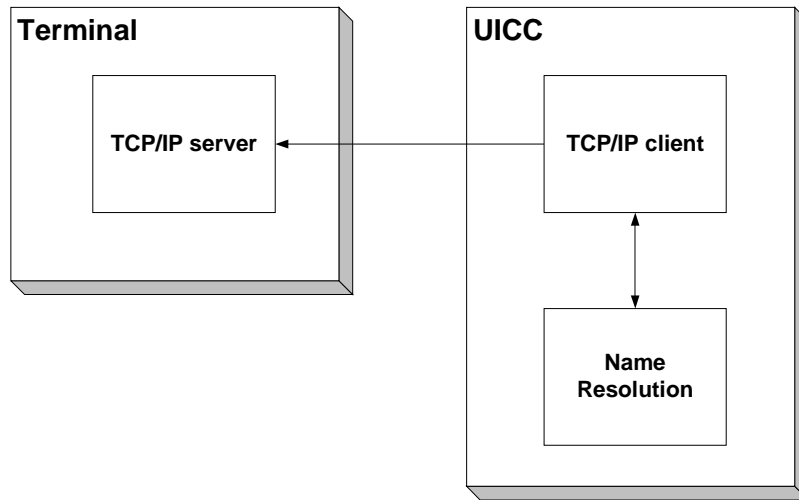 Terminal
UICC
TCP/IP server
TCP/IP client
Name
Resolution